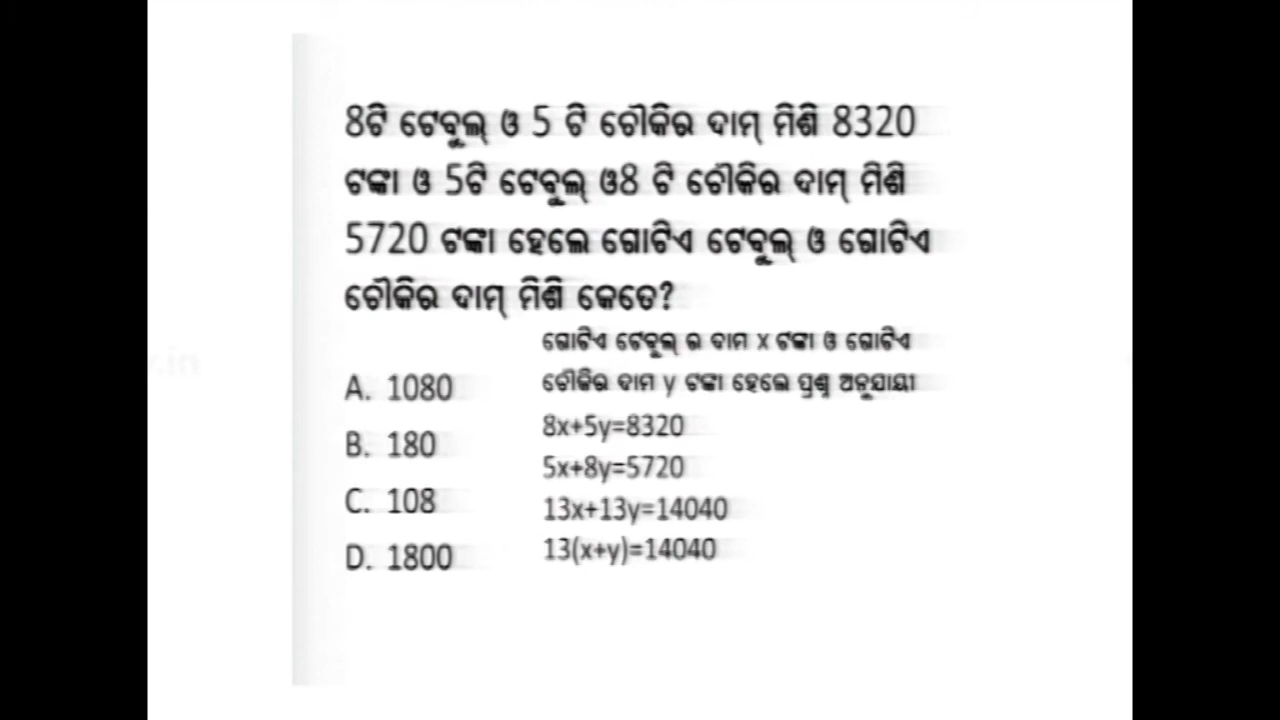 8ଟି ଟେବୁଲ୍ ଓ 5 ଟି ଚୌକିର ଦାମ୍ ମିଶି 8320
ଟଙ୍କା ଓ 5ଟି ଟେବୁଲ୍ ଓ8 ଟି ଚୌକିର ଦାମ୍ ମିଶି
5720 ଟଙ୍କା ହେଲେ ଗୋଟିଏ ଟେବୁଲ୍ ଓ ଗୋଟିଏ
ଚୌକିର ଦାମ୍ ମିଶି କେତେ?
ଗୋଟିଏ ଟେବୁଲ୍ ର ଦାମ x ଟଙ୍କା ଓ ଗୋଟିଏ
ଚୌକିର ଦାମ y ଟଙ୍କା ହେଲେ ପ୍ରଶ୍ନ ଅନୁଯାୟୀ
A. 1080
B. 180
C. 108
D. 1800
8x+5y=8320
5x+8y=5720
13x+13y=14040
13(x+y)=14040